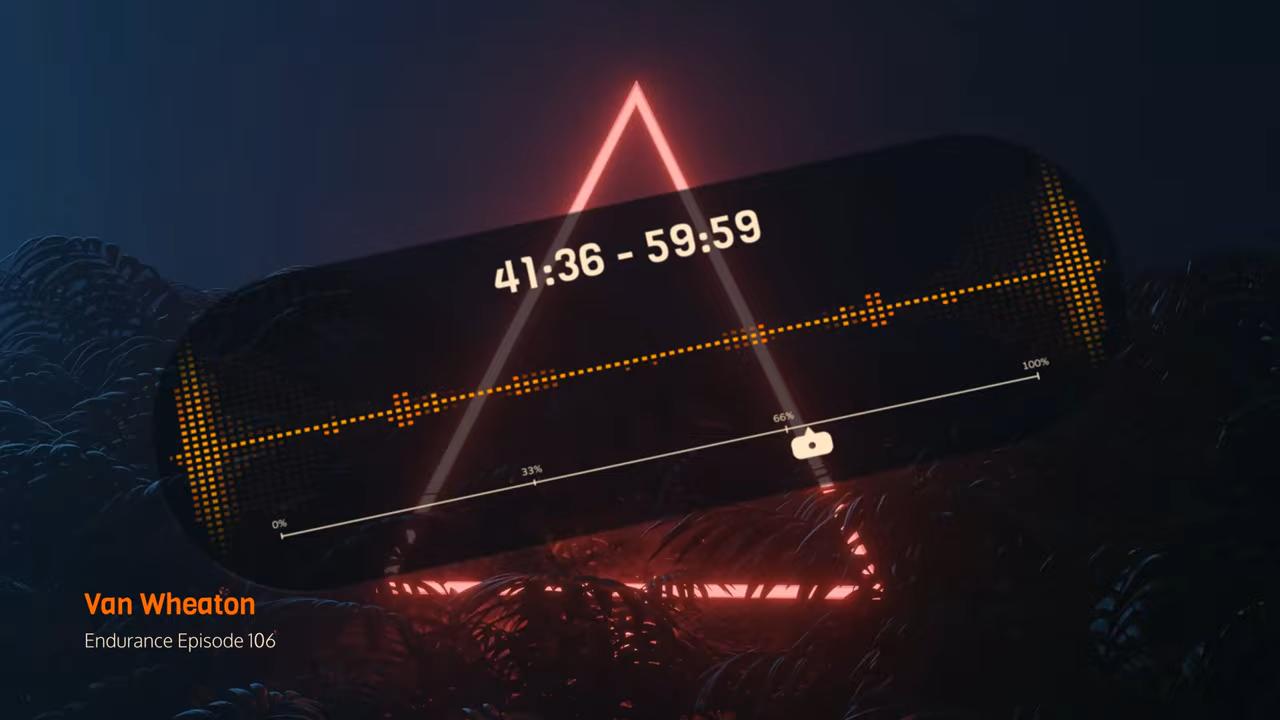 41:36 - 59:59
0%
33%
66%
100%
Van Wheaton
Endurance Episode 106